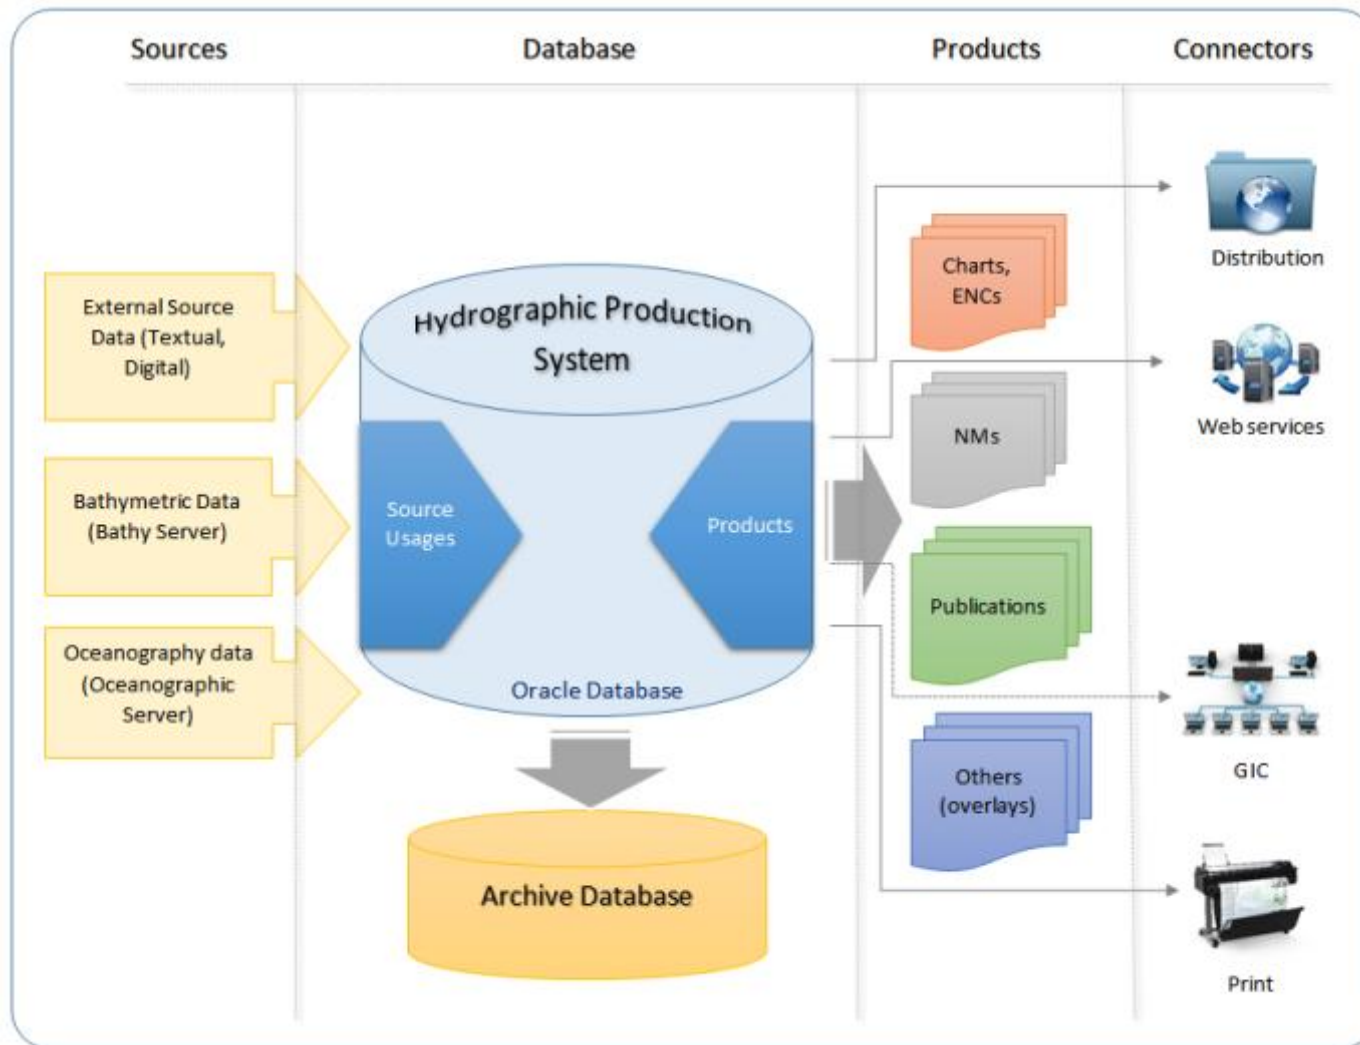 Sources
Database
Products
Connectors
External Source
Data (Textual,
Digital)
Bathymetric Data
(Bathy Server)
Oceanography data
(Oceanographic
Server)
Hydrographic Production
System
Source
Usages
Products
Oracle Database
Archive Database
Charts,
ENCs
NMs
Publications
Others
(overlays)
Distribution
Web services
GIC
Print